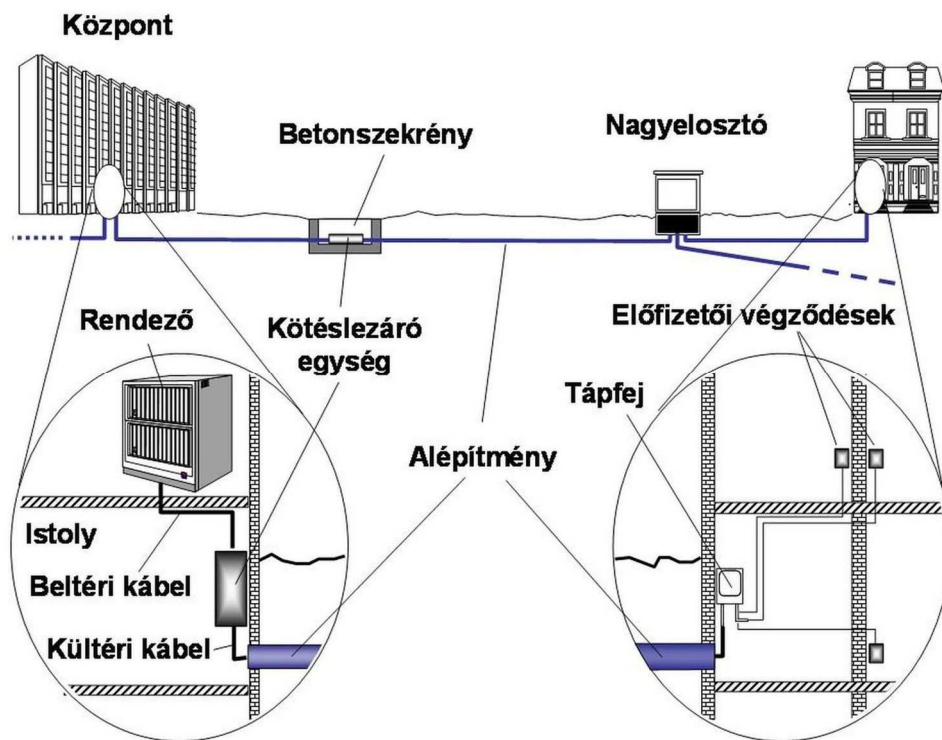 Központ
Betonszekrény
Nagyelosztó
Rendező
Kötéslezáró
egység
Előfizetői végződések
Tápfej
Alépítmény
Istoly
Beltéri kábel
Kültéri kábel